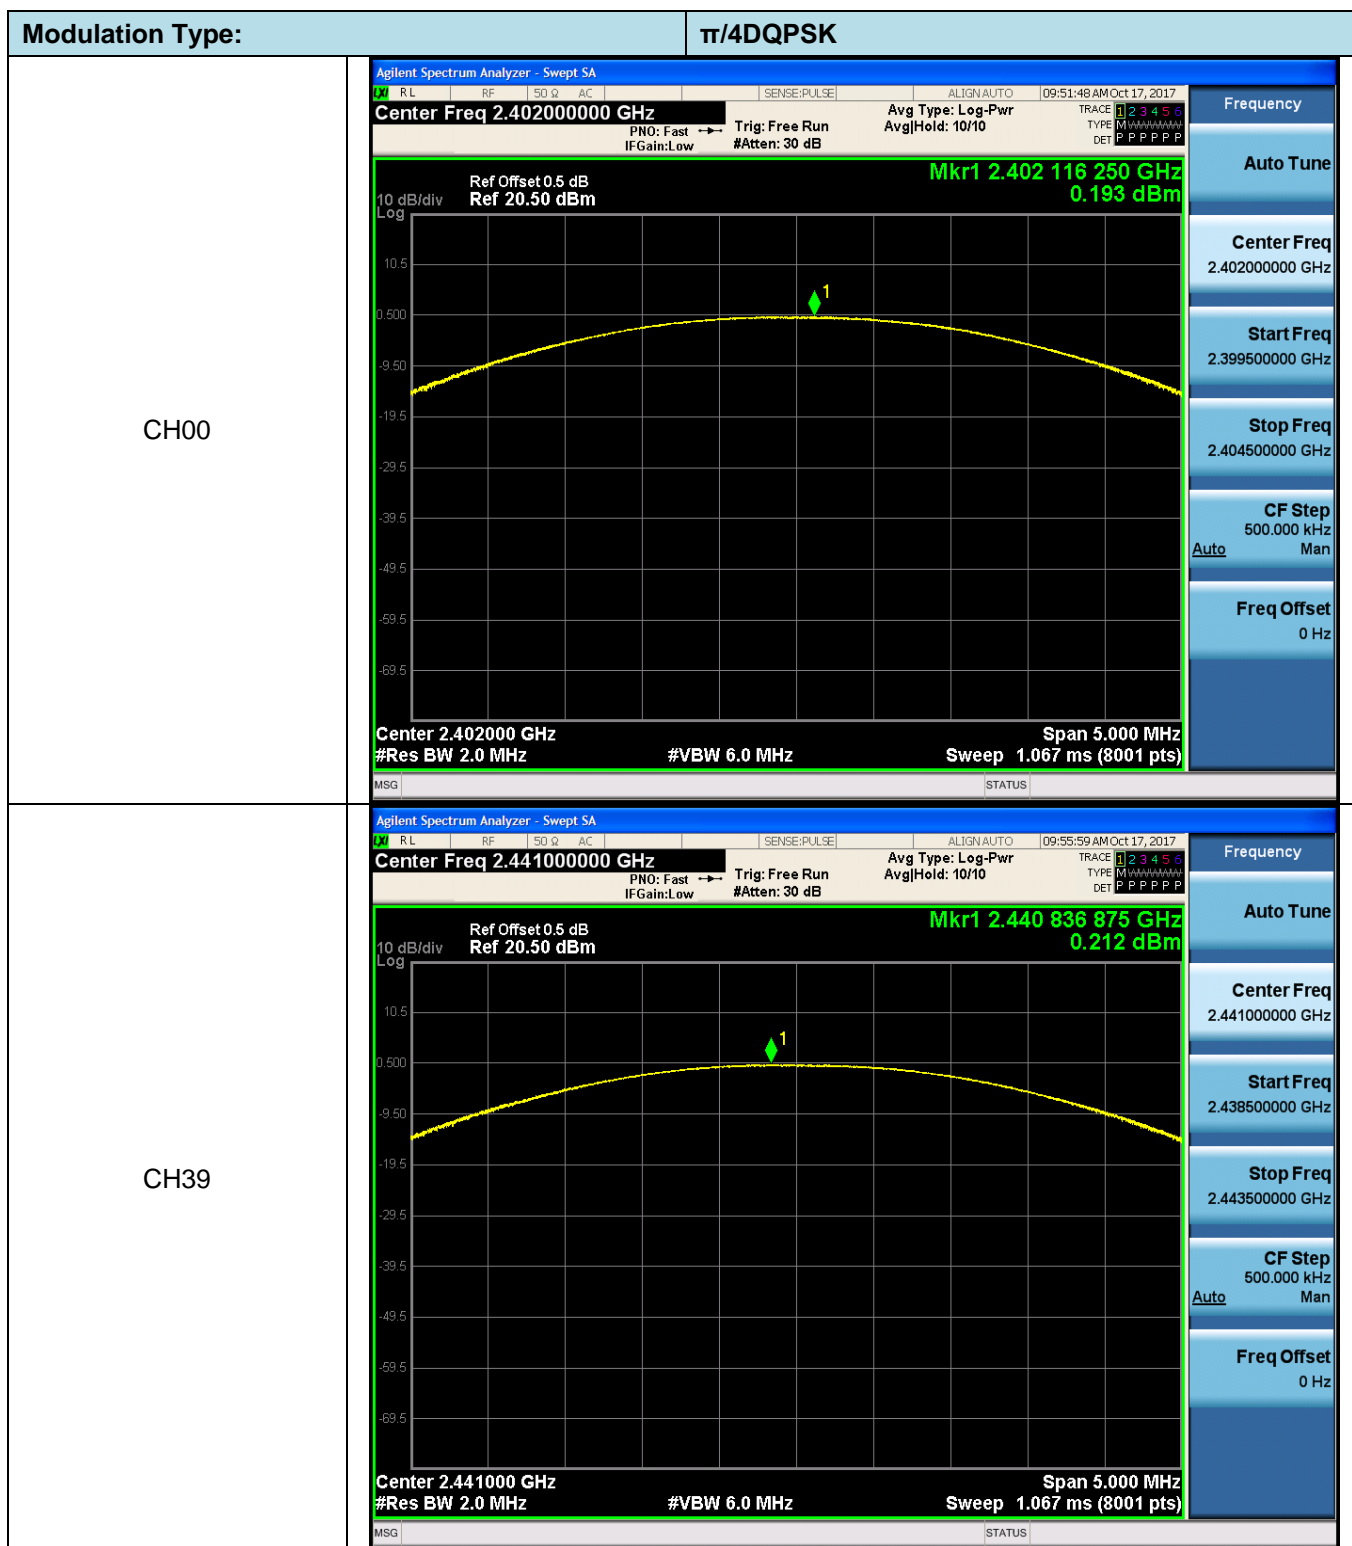 Modulation Type: π/4DQPSK
CH00
Agilent Spectrum Analyzer - Swept SA
LXI RL RF 50 Ω AC SENSE:PULSE ALIGN AUTO 09:51:48 AM Oct 17, 2017
Center Freq 2.402000000 GHz
PNO: Fast
IFGain:Low
Trig: Free Run
#Atten: 30 dB
Avg Type: Log-Pwr
Avg|Hold: 10/10
TRACE 1 2 3 4 5 6
TYPE M WWWWW
DET P P P P P P
Ref Offset 0.5 dB
10 dB/div Ref 20.50 dBm
Log
Mkr1 2.402 116 250 GHz
0.193 dBm
10.5
0.500
-9.50
-19.5
-29.5
-39.5
-49.5
-59.5
-69.5
1
Center 2.402000 GHz Span 5.000 MHz
#Res BW 2.0 MHz #VBW 6.0 MHz Sweep 1.067 ms (8001 pts)
MSG STATUS
Frequency
Auto Tune
Center Freq
2.402000000 GHz
Start Freq
2.399500000 GHz
Stop Freq
2.404500000 GHz
CF Step
500.000 kHz
Auto Man
Freq Offset
0 Hz
CH39
Agilent Spectrum Analyzer - Swept SA
LXI RL RF 50 Ω AC SENSE:PULSE ALIGN AUTO 09:55:59 AM Oct 17, 2017
Center Freq 2.441000000 GHz
PNO: Fast
IFGain:Low
Trig: Free Run
#Atten: 30 dB
Avg Type: Log-Pwr
Avg|Hold: 10/10
TRACE 1 2 3 4 5 6
TYPE M WWWWW
DET P P P P P P
Ref Offset 0.5 dB
10 dB/div Ref 20.50 dBm
Log
Mkr1 2.440 836 875 GHz
0.212 dBm
10.5
0.500
-9.50
-19.5
-29.5
-39.5
-49.5
-59.5
-69.5
1
Center 2.441000 GHz Span 5.000 MHz
#Res BW 2.0 MHz #VBW 6.0 MHz Sweep 1.067 ms (8001 pts)
MSG STATUS
Frequency
Auto Tune
Center Freq
2.441000000 GHz
Start Freq
2.438500000 GHz
Stop Freq
2.443500000 GHz
CF Step
500.000 kHz
Auto Man
Freq Offset
0 Hz